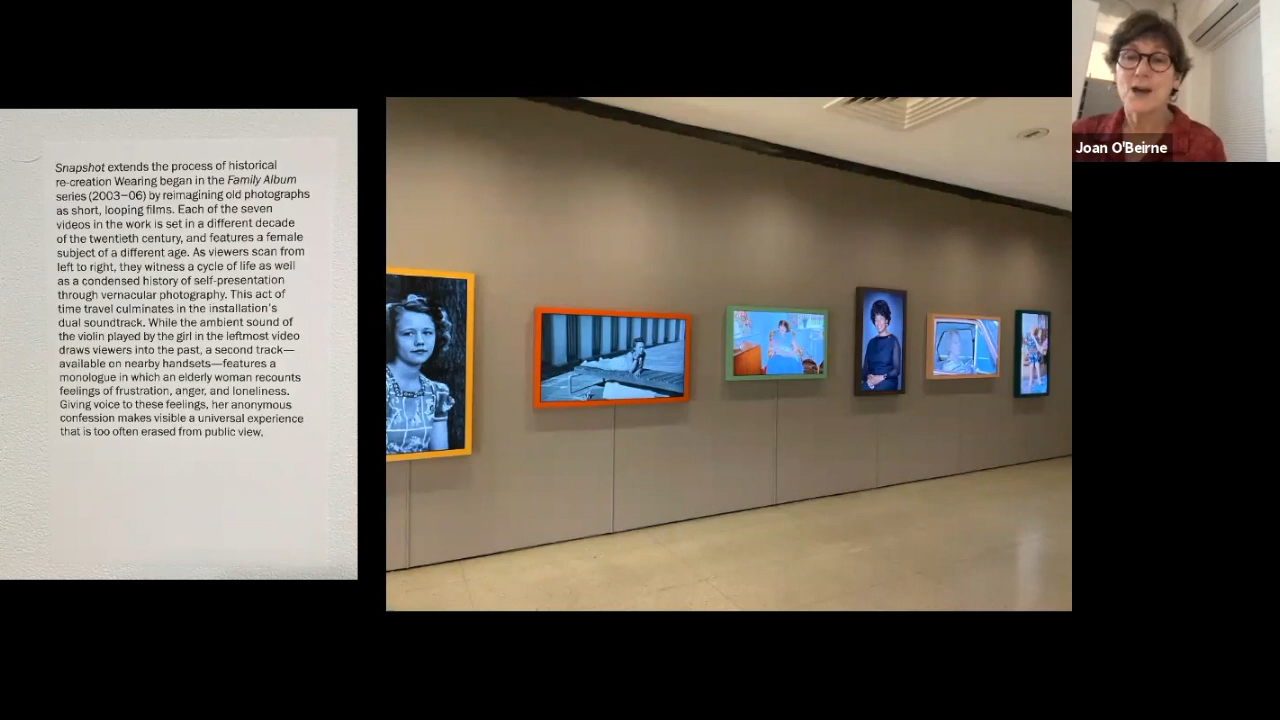 Snapshot extends the process of historical
re-creation Wearing began in the Family Album
series (2003–06) by reimagining old photographs
as short, looping films. Each of the seven
videos in the work is set in a different decade
of the twentieth century, and features a female
subject of a different age. As viewers scan from
left to right, they witness a cycle of life as well
as a condensed history of self-presentation
through vernacular photography. This act of
time travel culminates in the installation's
dual soundtrack. While the ambient sound of
the violin played by the girl in the leftmost video
draws viewers into the past, a second track—
available on nearby handsets—features a
monologue in which an elderly woman recounts
feelings of frustration, anger, and loneliness.
Giving voice to these feelings, her anonymous
confession makes visible a universal experience
that is too often erased from public view.
Joan O'Beirne